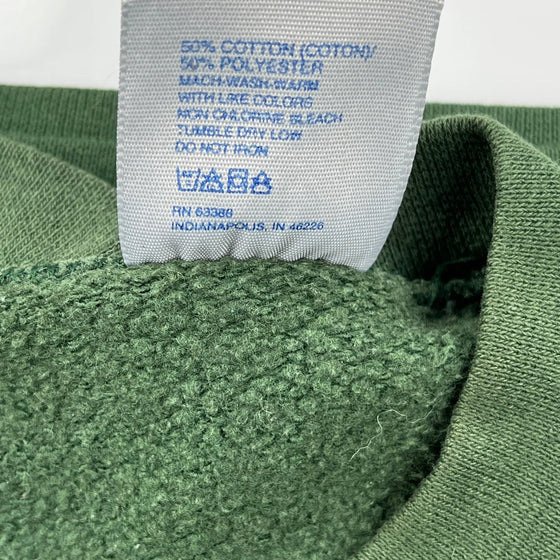 50% COTTON (COTON)/
50% POLYESTER
MACH-WASH-WARM
WITH LIKE COLORS
NON CHLORINE BLEACH
TUMBLE DRY LOW
DO NOT IRON
RN 63386
INDIANAPOLIS, IN 46226